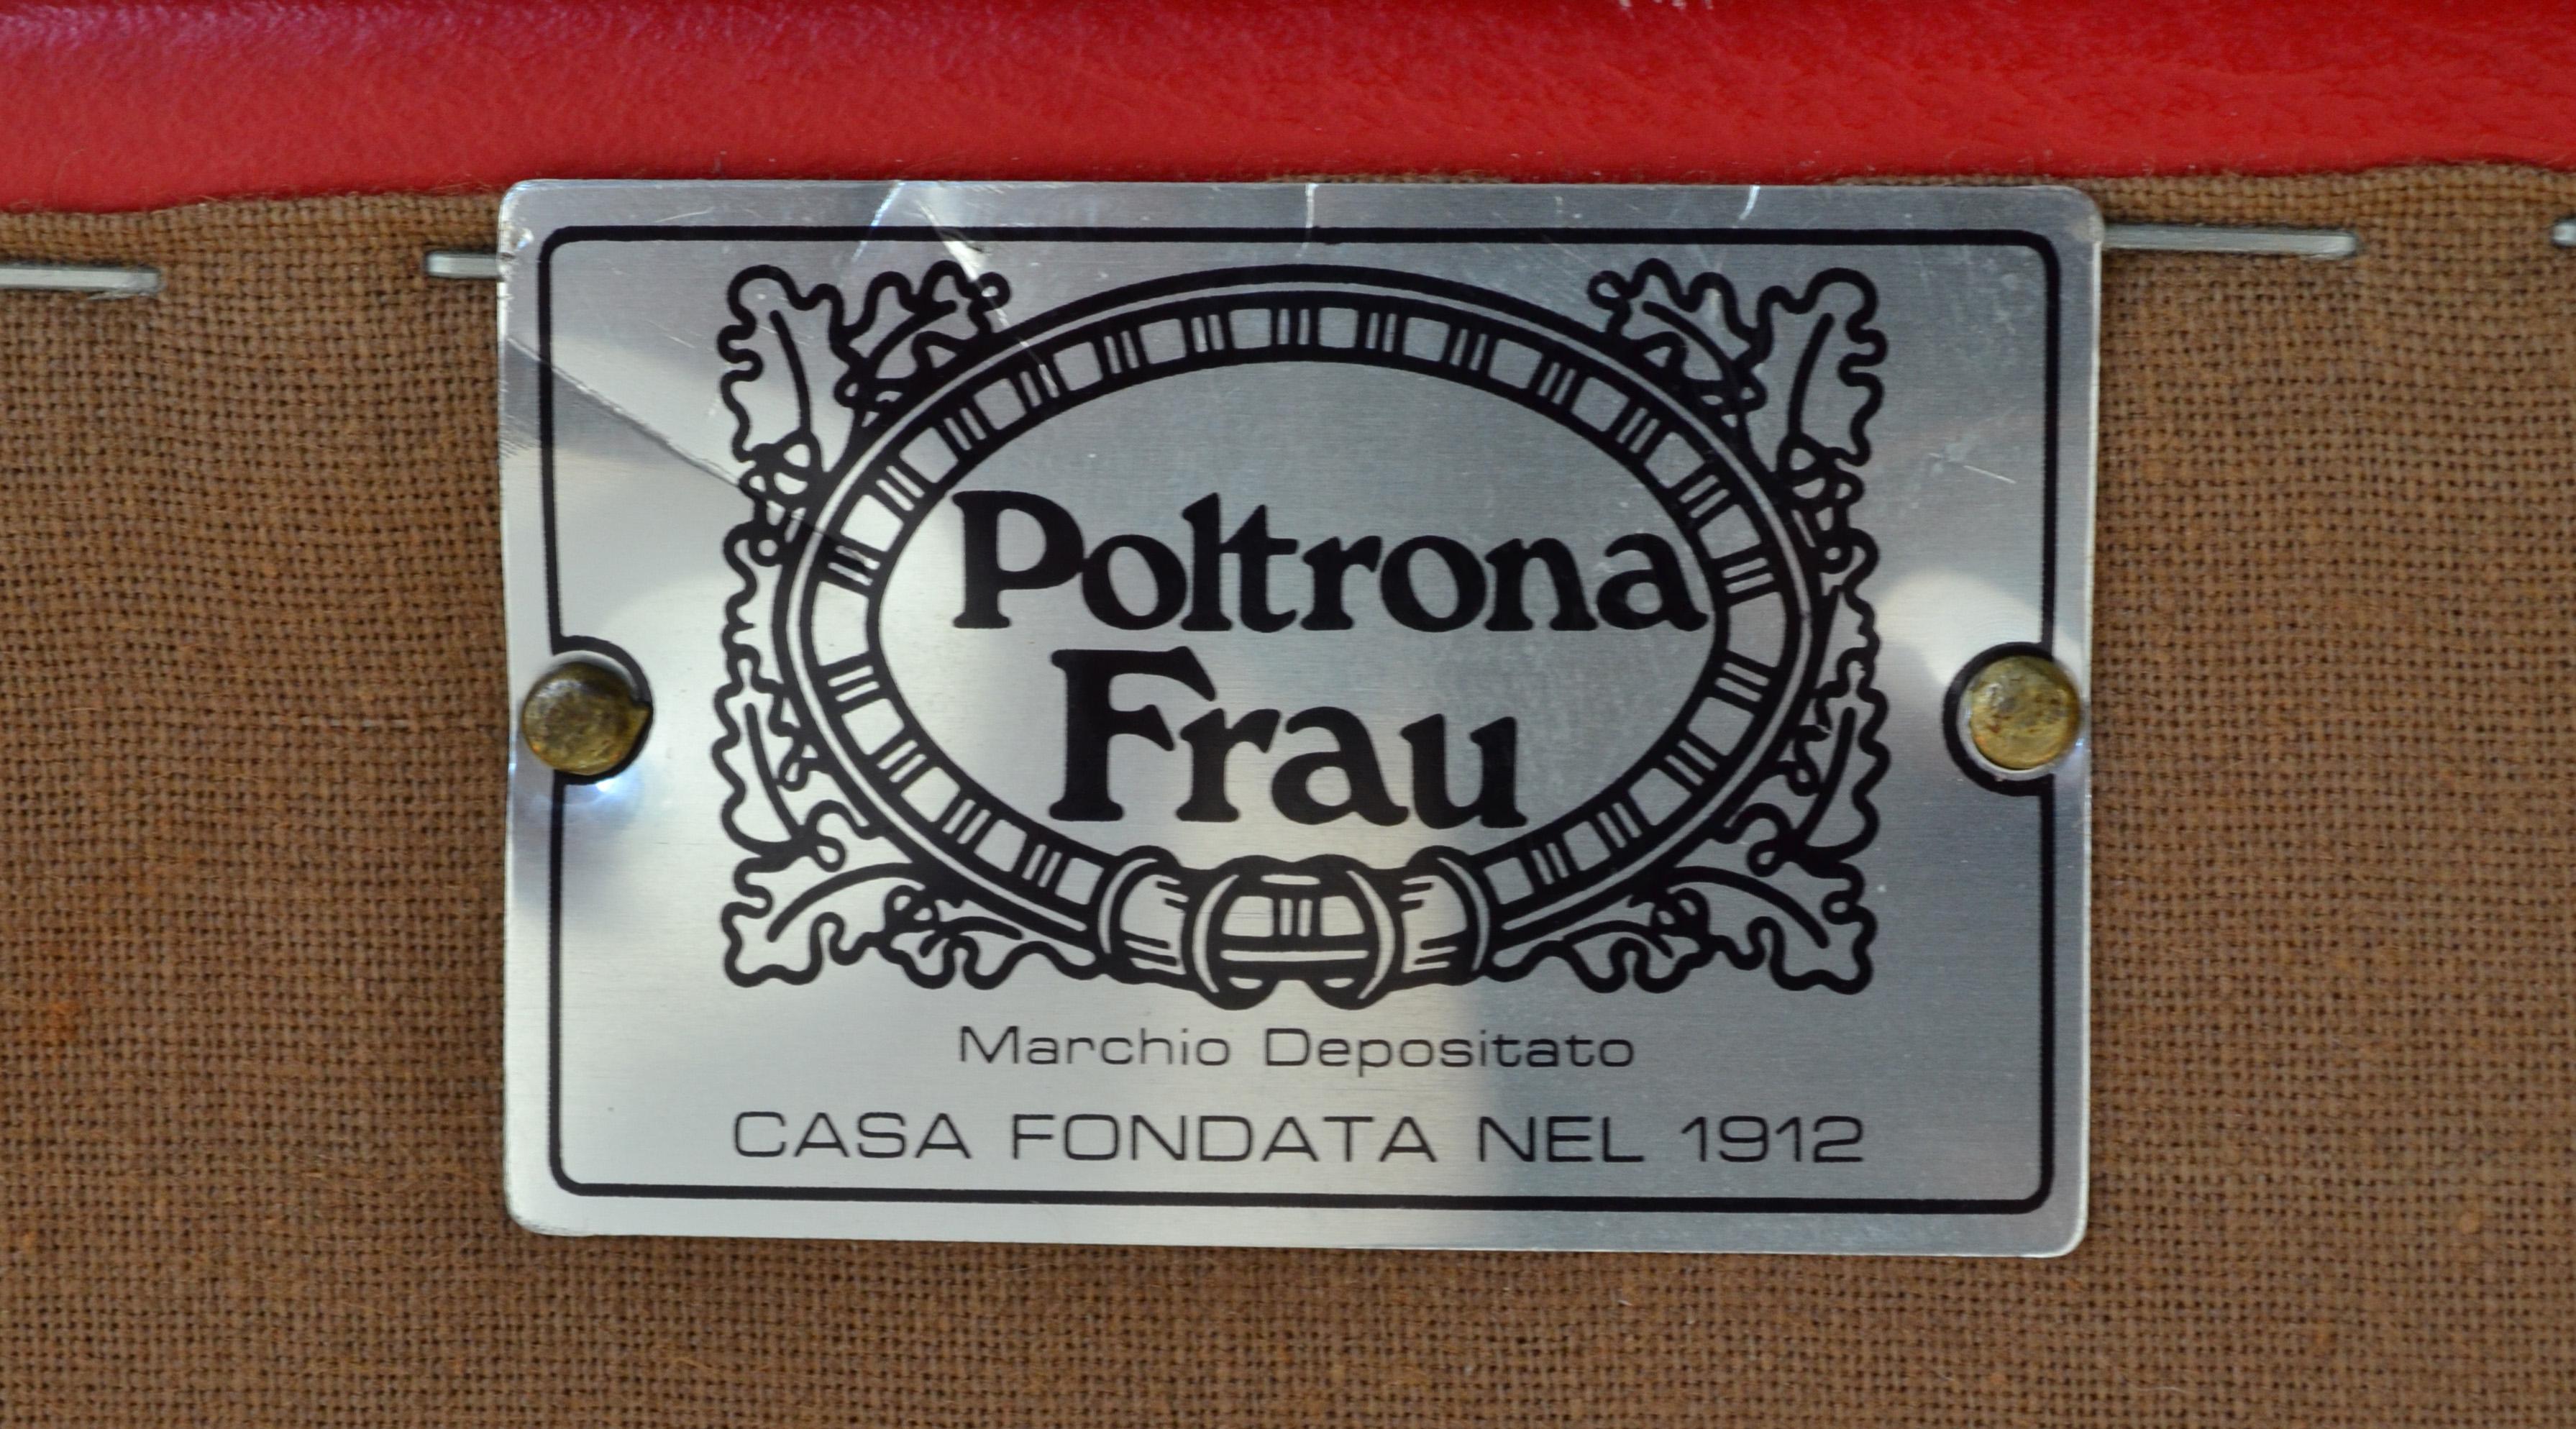 Poltrona
Frau
Marchio Depositato
CASA FONDATA NEL 1912